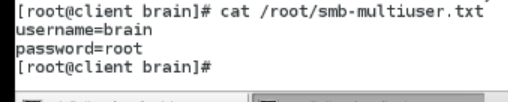 [root@client brain]# cat /root/smb-multiuser.txt
username=brain
password=root
[root@client brain]#